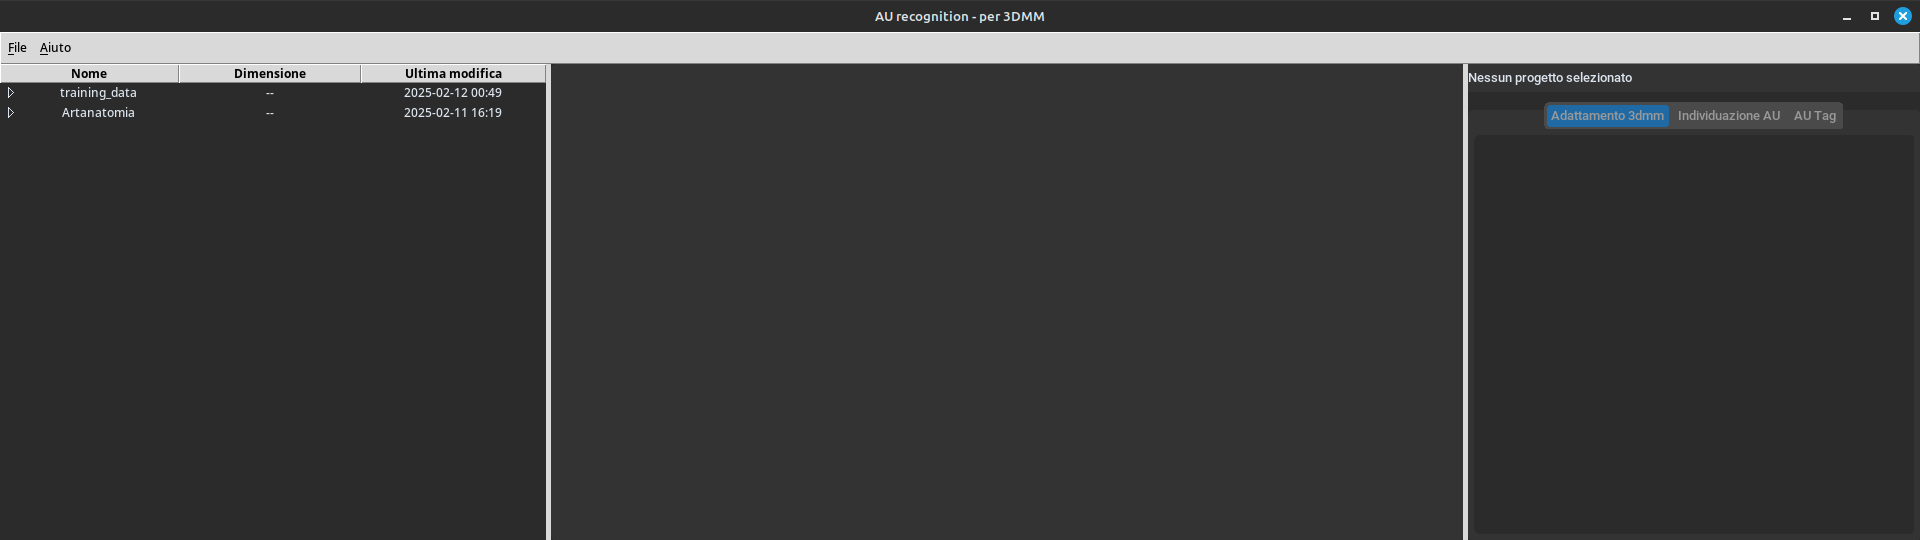 AU recognition - per 3DMM
File Aiuto
Nome Dimensione Ultima modifica
training_data -- 2025-02-12 00:49
Artanatomia -- 2025-02-11 16:19
Nessun progetto selezionato
Adattamento 3dmm Individuazione AU AU Tag